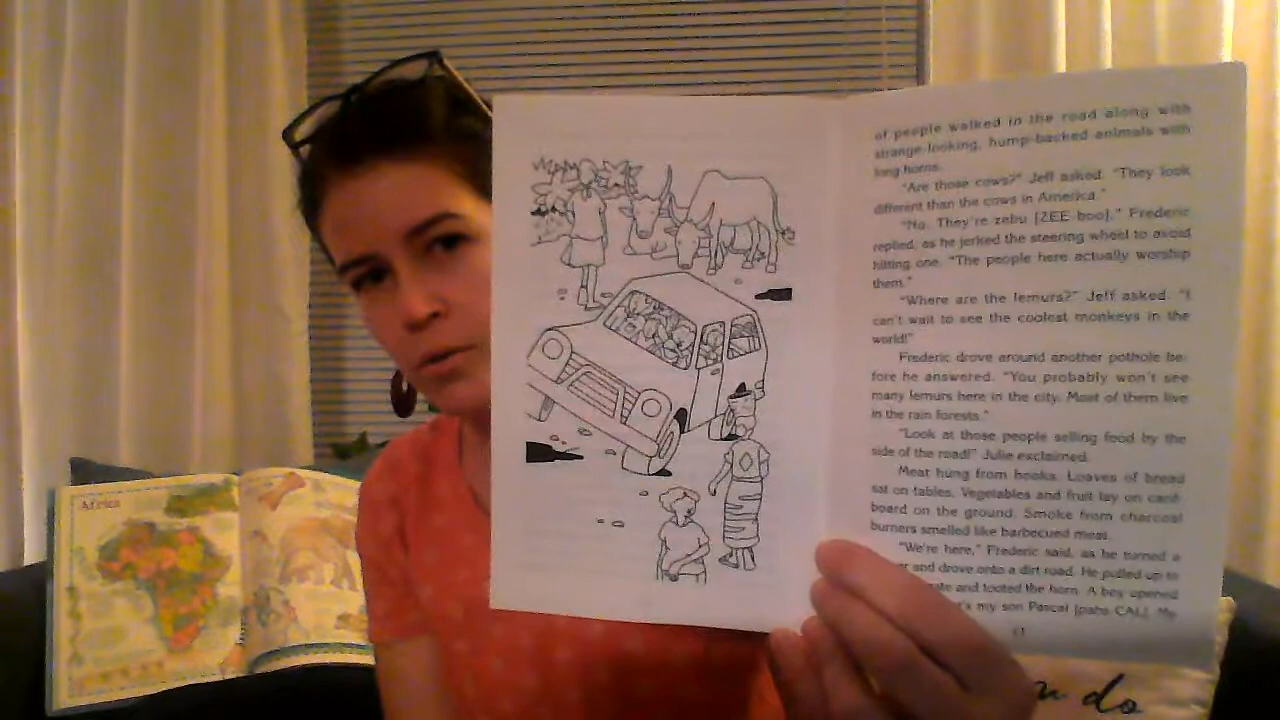 Africa
of people walked in the road along with
strange-looking, hump-backed animals with
long horns.
"Are those cows?" Jeff asked. "They look
different than the cows in America."
"No. They're zebu [ZEE boo]," Frederic
replied, as he jerked the steering wheel to avoid
hitting one. "The people here actually worship
them."
"Where are the lemurs?" Jeff asked. "I
can't wait to see the coolest monkeys in the
world!"
Frederic drove around another pothole be-
fore he answered. "You probably won't see
many lemurs here in the city. Most of them live
in the rain forests."
"Look at those people selling food by the
side of the road!" Julie exclaimed.
Meat hung from hooks. Loaves of bread
sat on tables. Vegetables and fruit lay on card-
board on the ground. Smoke from charcoal
burners smelled like barbecued meat.
"We're here," Frederic said, as he turned a
er and drove onto a dirt road. He pulled up to
ate and tooted the horn. A boy opened
's my son Pascal [pahs CAL]. My
do